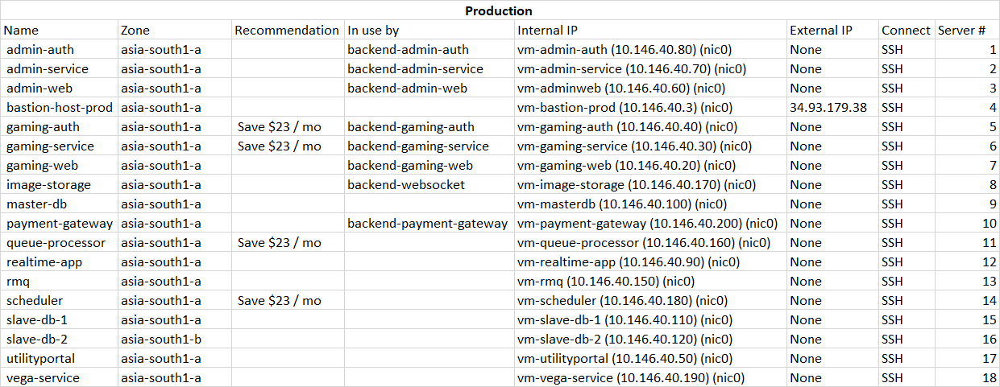 Production
Name Zone Recommendation In use by Internal IP External IP Connect Server #
admin-auth asia-south1-a backend-admin-auth vm-admin-auth (10.146.40.80) (nic0) None SSH 1
admin-service asia-south1-a backend-admin-service vm-admin-service (10.146.40.70) (nic0) None SSH 2
admin-web asia-south1-a backend-admin-web vm-adminweb (10.146.40.60) (nic0) None SSH 3
bastion-host-prod asia-south1-a vm-bastion-prod (10.146.40.3) (nic0) 34.93.179.38 SSH 4
gaming-auth asia-south1-a Save $23 / mo backend-gaming-auth vm-gaming-auth (10.146.40.40) (nic0) None SSH 5
gaming-service asia-south1-a Save $23 / mo backend-gaming-service vm-gaming-service (10.146.40.30) (nic0) None SSH 6
gaming-web asia-south1-a backend-gaming-web vm-gaming-web (10.146.40.20) (nic0) None SSH 7
image-storage asia-south1-a backend-websocket vm-image-storage (10.146.40.170) (nic0) None SSH 8
master-db asia-south1-a vm-masterdb (10.146.40.100) (nic0) None SSH 9
payment-gateway asia-south1-a backend-payment-gateway vm-payment-gateway (10.146.40.200) (nic0) None SSH 10
queue-processor asia-south1-a Save $23 / mo vm-queue-processor (10.146.40.160) (nic0) None SSH 11
realtime-app asia-south1-a vm-realtime-app (10.146.40.90) (nic0) None SSH 12
rmq asia-south1-a vm-rmq (10.146.40.150) (nic0) None SSH 13
scheduler asia-south1-a Save $23 / mo vm-scheduler (10.146.40.180) (nic0) None SSH 14
slave-db-1 asia-south1-a vm-slave-db-1 (10.146.40.110) (nic0) None SSH 15
slave-db-2 asia-south1-b vm-slave-db-2 (10.146.40.120) (nic0) None SSH 16
utilityportal asia-south1-a vm-utilityportal (10.146.40.50) (nic0) None SSH 17
vega-service asia-south1-a vm-vega-service (10.146.40.190) (nic0) None SSH 18